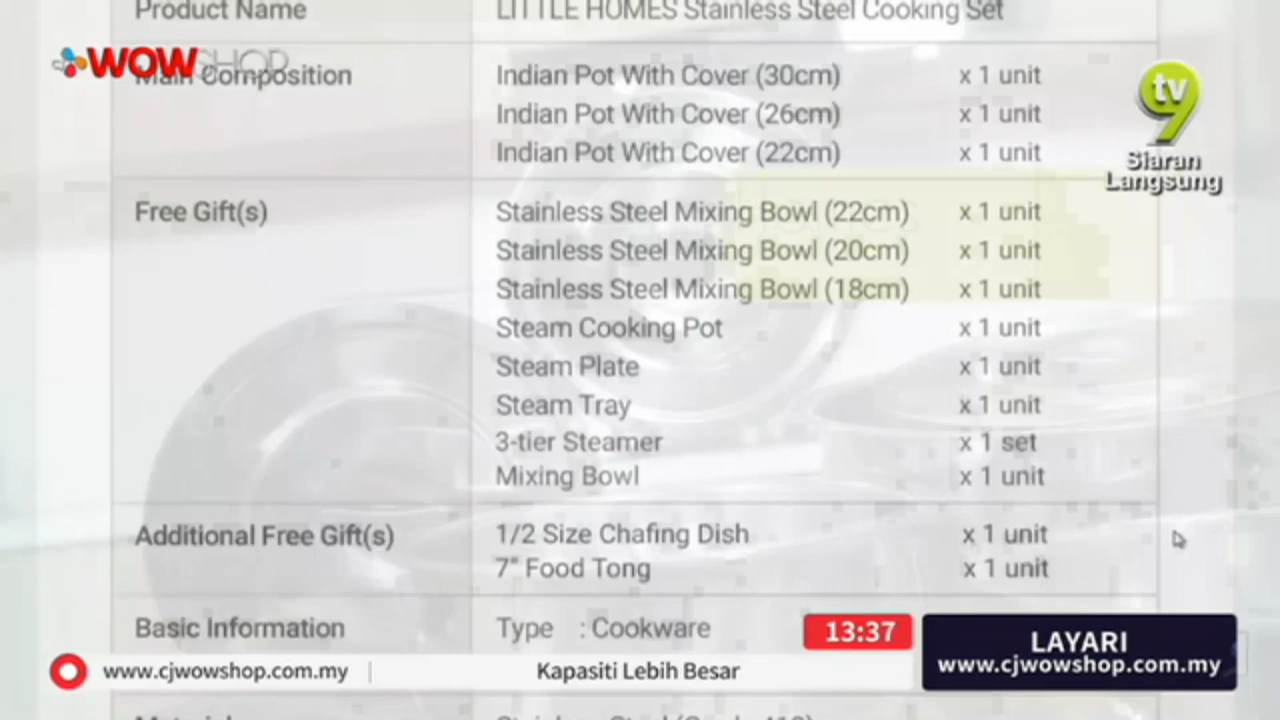 Product Name LITTLE HOMES Stainless Steel Cooking Set
WOWSHOP
Main Composition Indian Pot With Cover (30cm) x 1 unit
Indian Pot With Cover (26cm) x 1 unit
Indian Pot With Cover (22cm) x 1 unit
tv9
Siaran
Langsung
Free Gift(s) Stainless Steel Mixing Bowl (22cm) x 1 unit
Stainless Steel Mixing Bowl (20cm) x 1 unit
Stainless Steel Mixing Bowl (18cm) x 1 unit
Steam Cooking Pot x 1 unit
Steam Plate x 1 unit
Steam Tray x 1 unit
3-tier Steamer x 1 set
Mixing Bowl x 1 unit
Additional Free Gift(s) 1/2 Size Chafing Dish x 1 unit
7" Food Tong x 1 unit
Basic Information Type : Cookware
13:37
LAYARI
www.cjwowshop.com.my
www.cjwowshop.com.my Kapasiti Lebih Besar
Stainless Steel